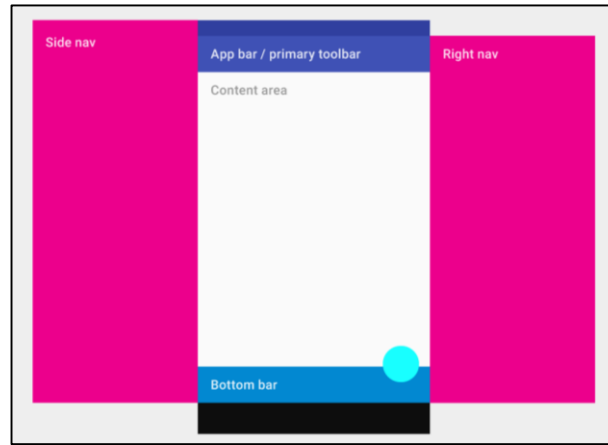 Side nav
App bar / primary toolbar
Right nav
Content area
Bottom bar